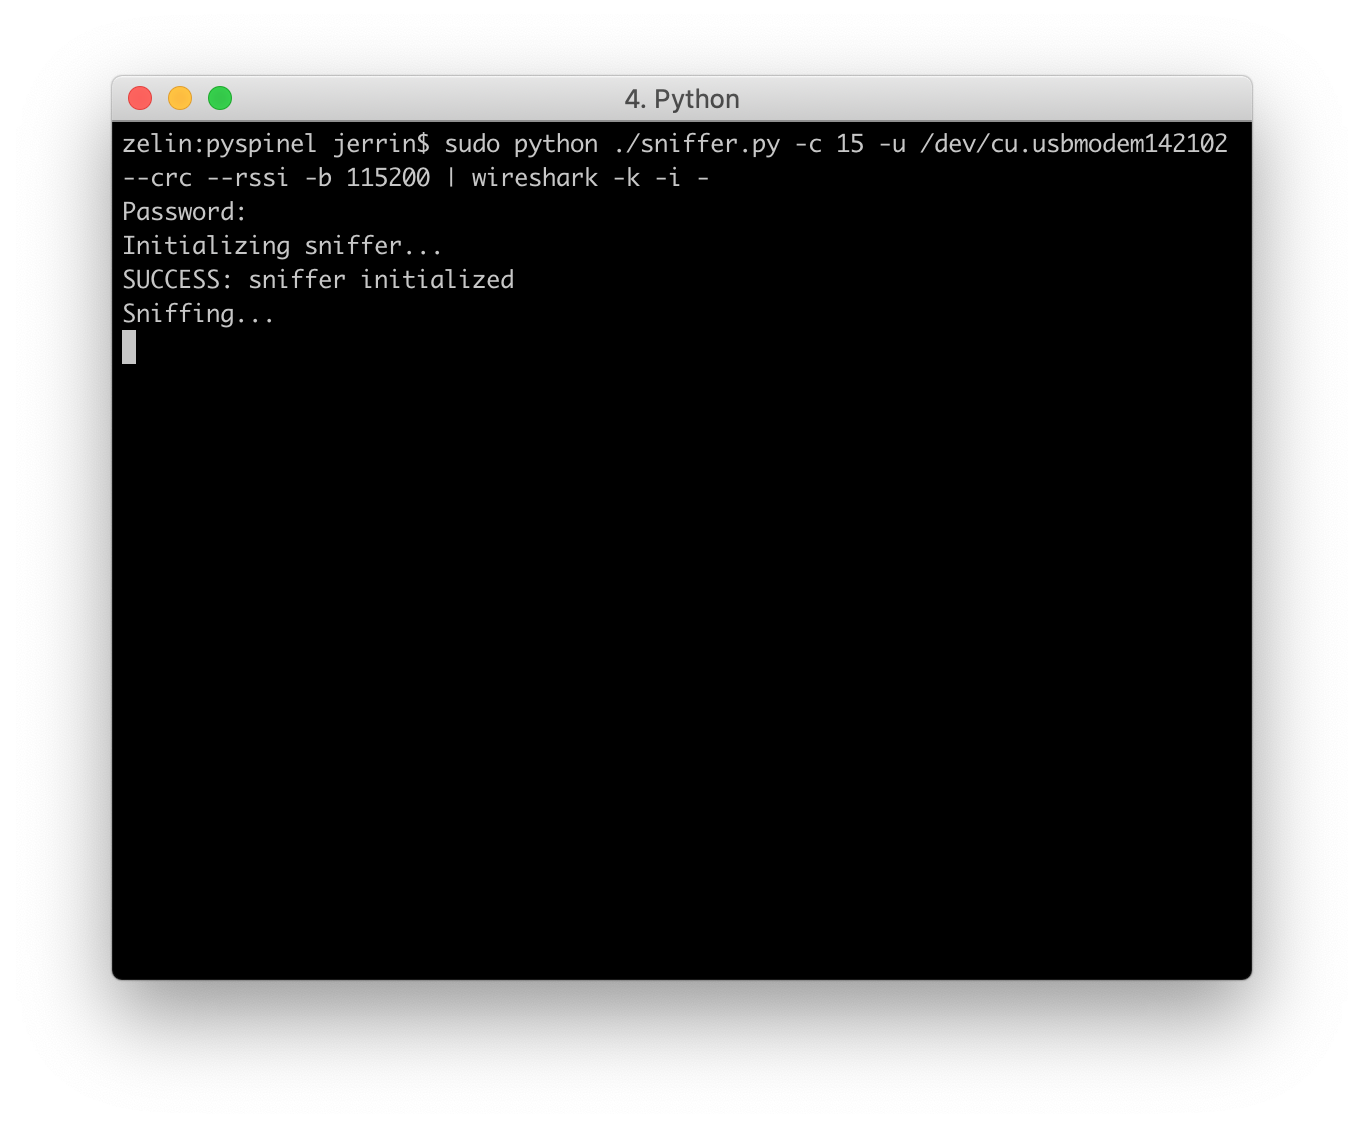 4. Python
zelin:pyspinel jerrin$ sudo python ./sniffer.py -c 15 -u /dev/cu.usbmodem142102
--crc --rssi -b 115200 | wireshark -k -i -
Password:
Initializing sniffer...
SUCCESS: sniffer initialized
Sniffing...